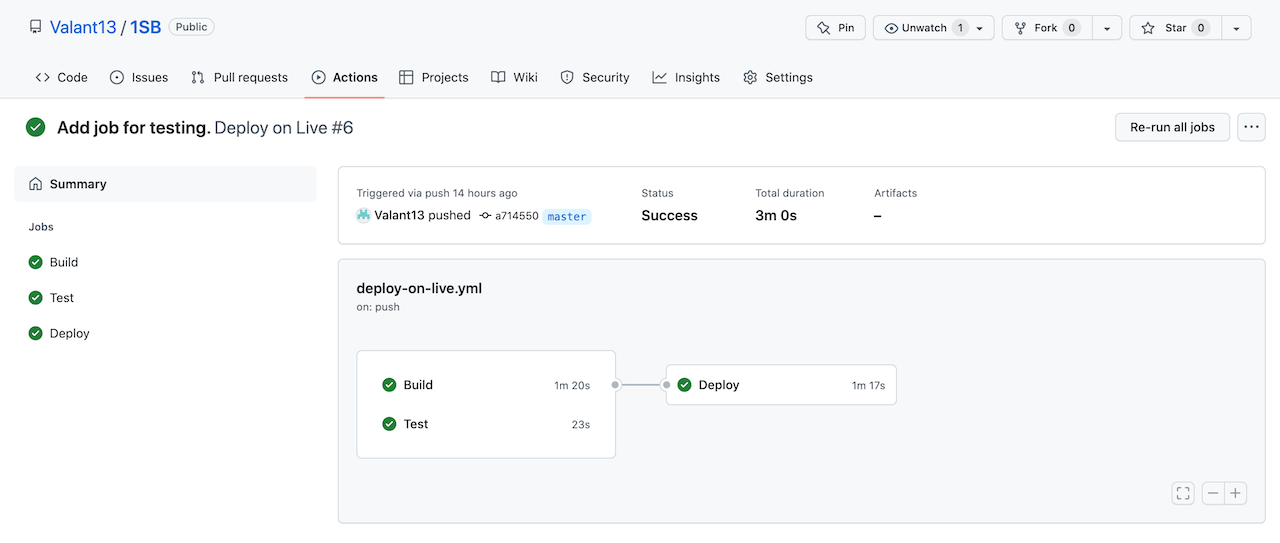 Valant13 / 1SB Public
Pin
Unwatch 1
Fork 0
Star 0
Code
Issues
Pull requests
Actions
Projects
Wiki
Security
Insights
Settings
Add job for testing. Deploy on Live #6
Re-run all jobs
...
Summary
Jobs
Build
Test
Deploy
Triggered via push 14 hours ago
Valant13 pushed a714550 master
Status
Success
Total duration
3m 0s
Artifacts
–
deploy-on-live.yml
on: push
Build 1m 20s
Test 23s
Deploy 1m 17s